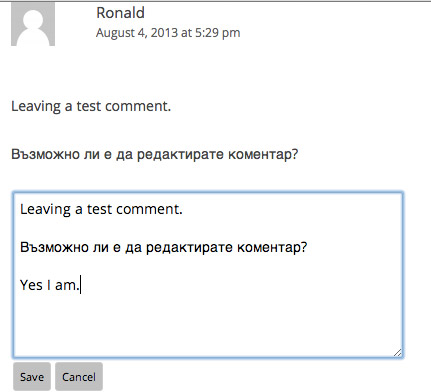 Ronald
August 4, 2013 at 5:29 pm
Leaving a test comment.
Възможно ли е да редактирате коментар?
Leaving a test comment.
Възможно ли е да редактирате коментар?
Yes I am.
Save Cancel